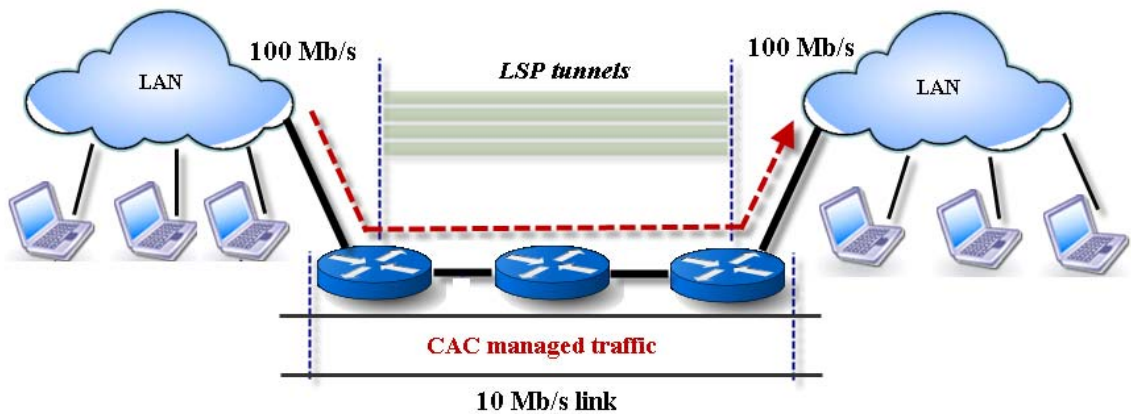 100 Mb/s
LSP tunnels
100 Mb/s
LAN
LAN
CAC managed traffic
10 Mb/s link